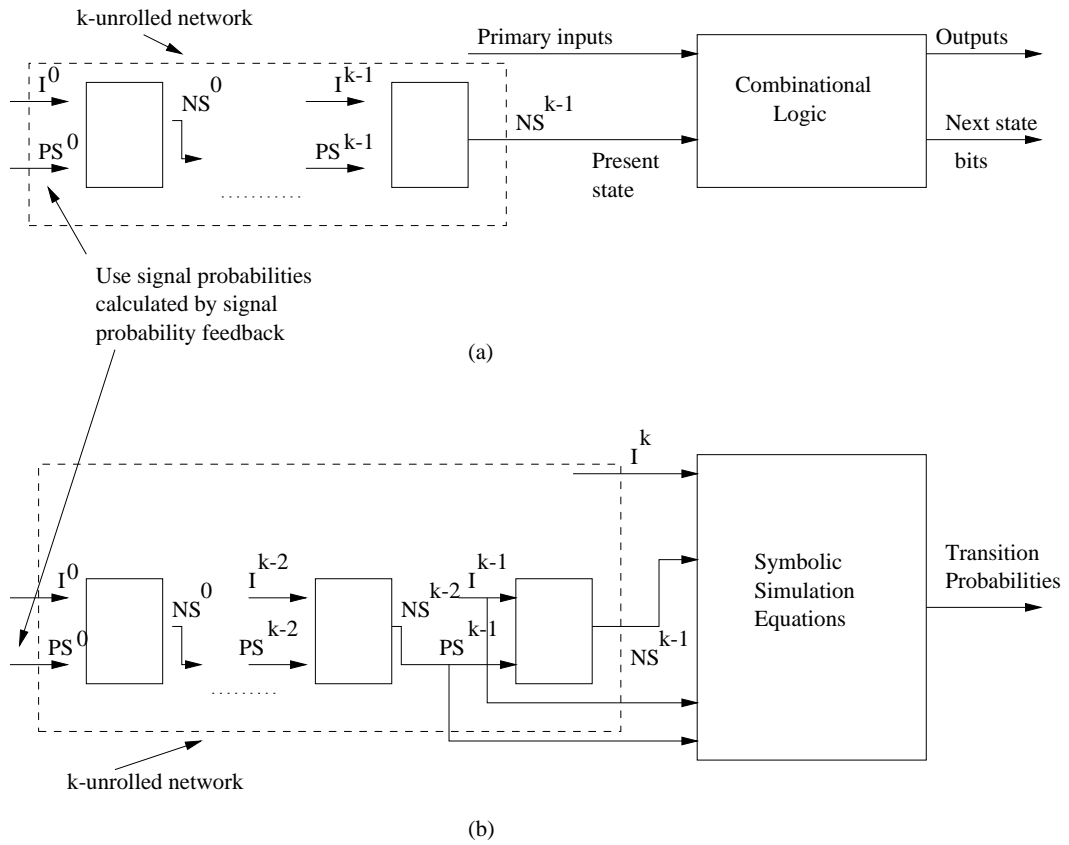 k-unrolled network
I^0
PS^0
NS^0
I^{k-1}
PS^{k-1}
NS^{k-1}
Primary inputs
Present
state
Combinational
Logic
Outputs
Next state
bits
Use signal probabilities
calculated by signal
probability feedback
(a)
I^k
I^0
PS^0
NS^0
I^{k-2}
PS^{k-2}
NS^{k-2}
I^{k-1}
PS^{k-1}
NS^{k-1}
Symbolic
Simulation
Equations
Transition
Probabilities
k-unrolled network
(b)